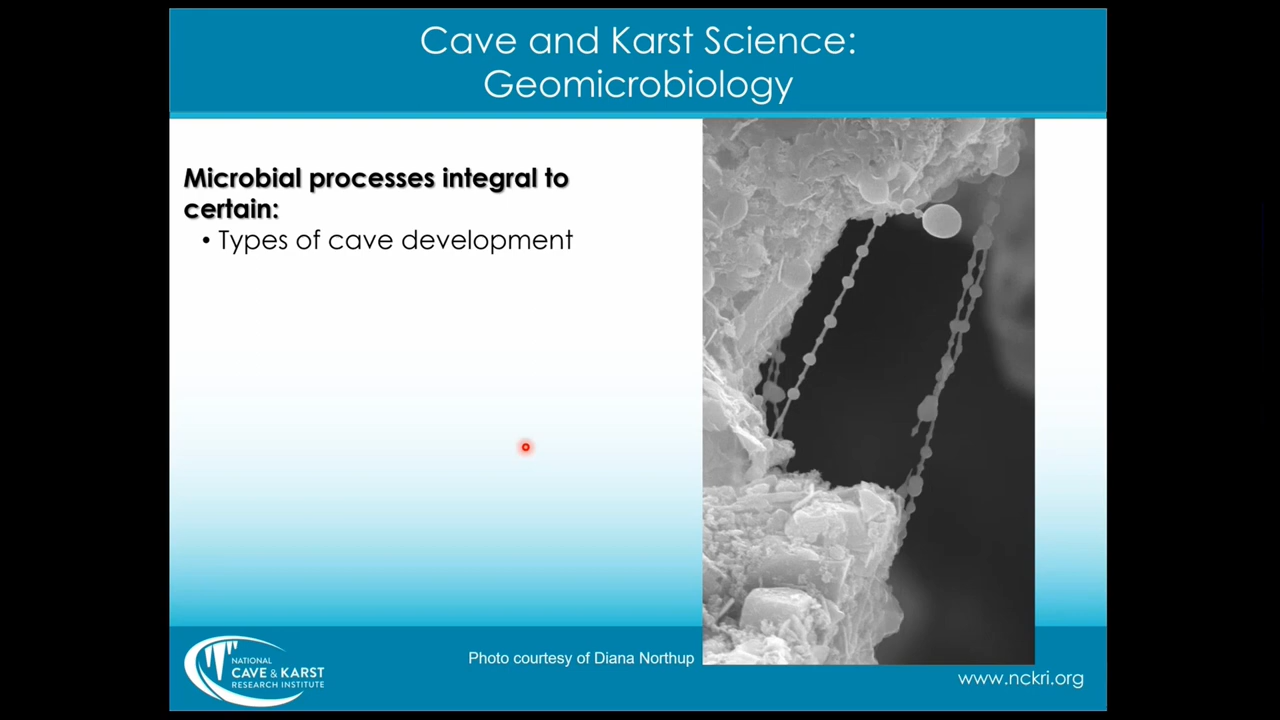 Cave and Karst Science:
Geomicrobiology
Microbial processes integral to
certain:
• Types of cave development
NATIONAL
CAVE & KARST
RESEARCH INSTITUTE
Photo courtesy of Diana Northup
www.nckri.org